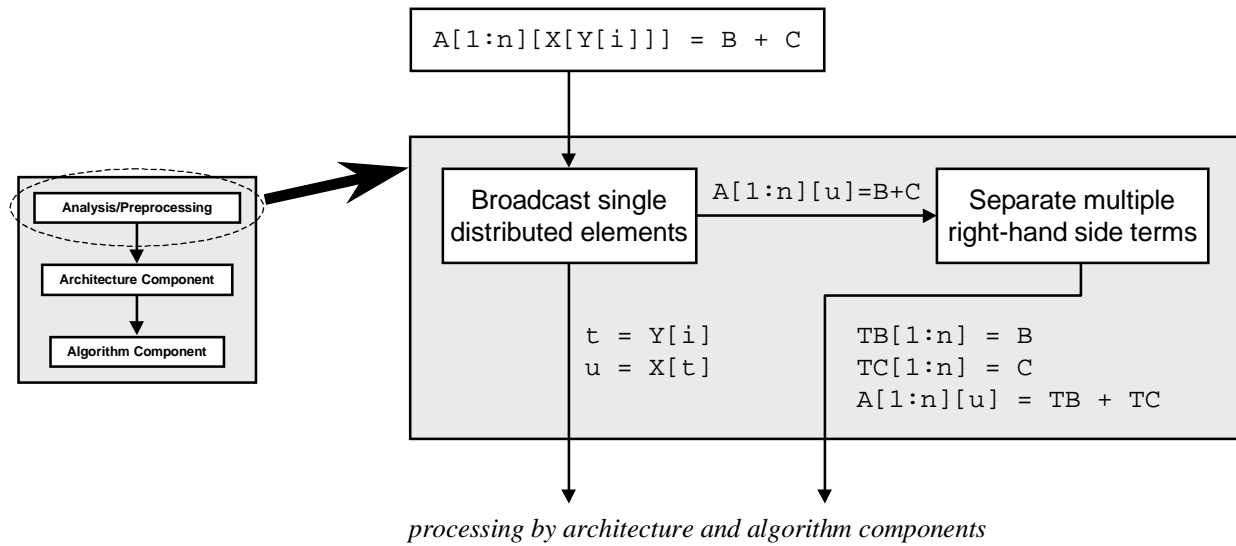 A[1:n][X[Y[i]]] = B + C
Analysis/Preprocessing
Architecture Component
Algorithm Component
Broadcast single
distributed elements
A[1:n][u]=B+C
Separate multiple
right-hand side terms
t = Y[i]
u = X[t]
TB[1:n] = B
TC[1:n] = C
A[1:n][u] = TB + TC
processing by architecture and algorithm components